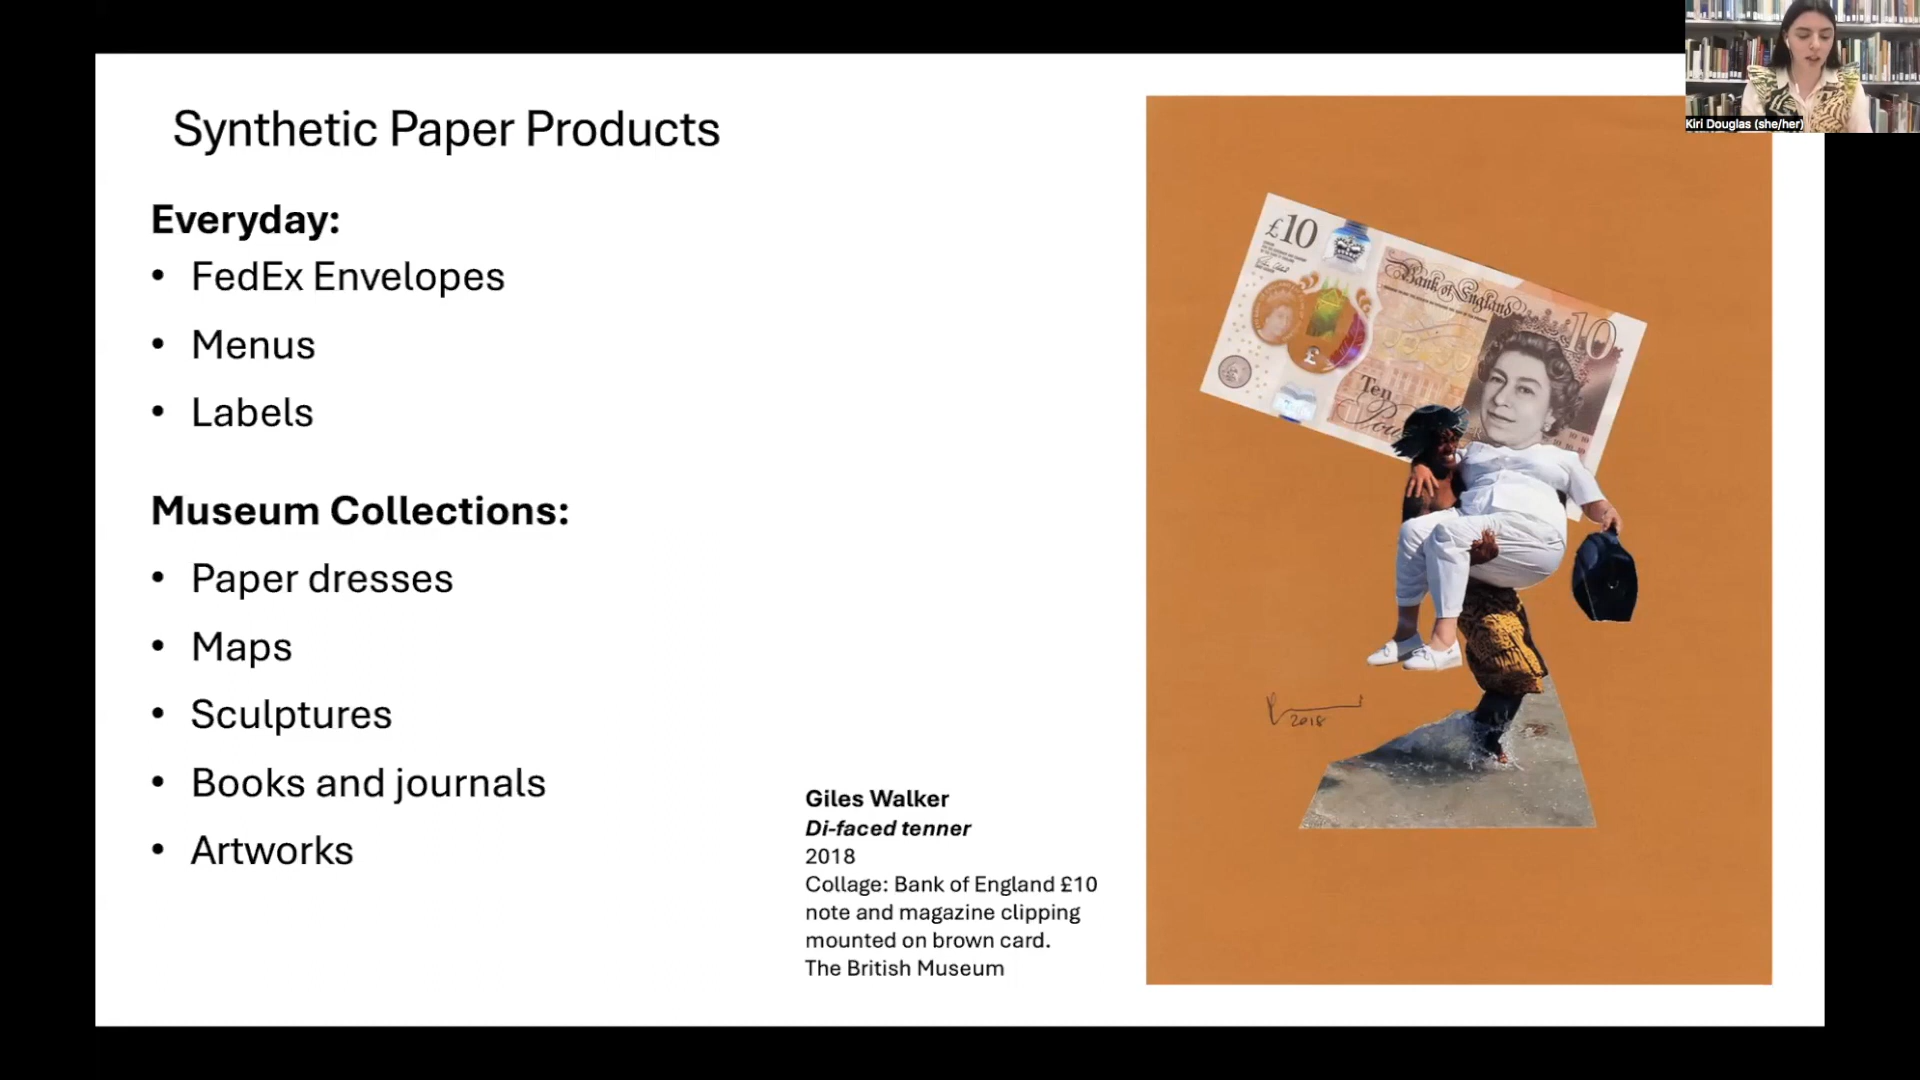 Synthetic Paper Products
Everyday:
• FedEx Envelopes
• Menus
• Labels
Museum Collections:
• Paper dresses
• Maps
• Sculptures
• Books and journals
• Artworks
Giles Walker
Di-faced tenner
2018
Collage: Bank of England £10
note and magazine clipping
mounted on brown card.
The British Museum
£10
Bank of England
10
Ten
£
2018
Kiri Douglas (she/her)